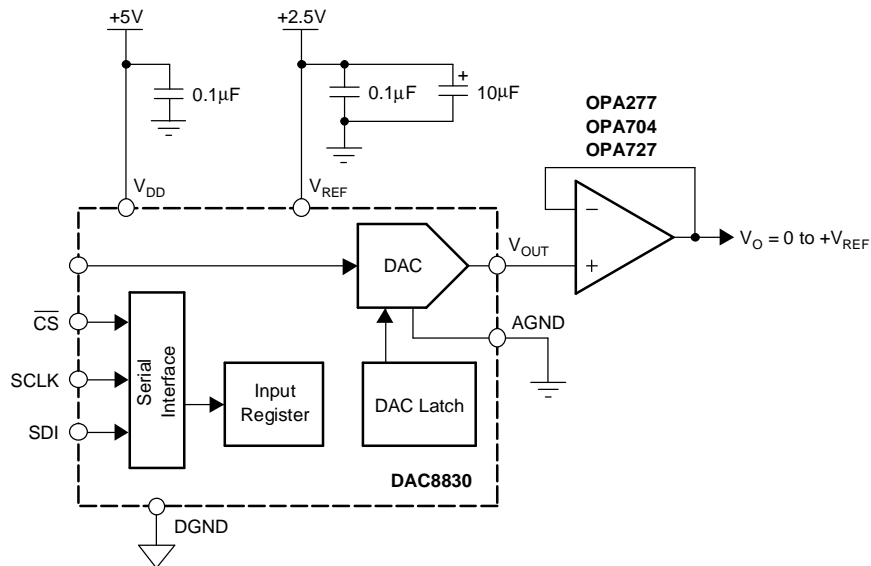 +5V
+2.5V
0.1μF
0.1μF
+
10μF
OPA277
OPA704
OPA727
V_DD
V_REF
−
+
V_O = 0 to +V_REF
DAC
V_OUT
CS
SCLK
SDI
Serial
Interface
Input
Register
DAC Latch
AGND
DAC8830
DGND